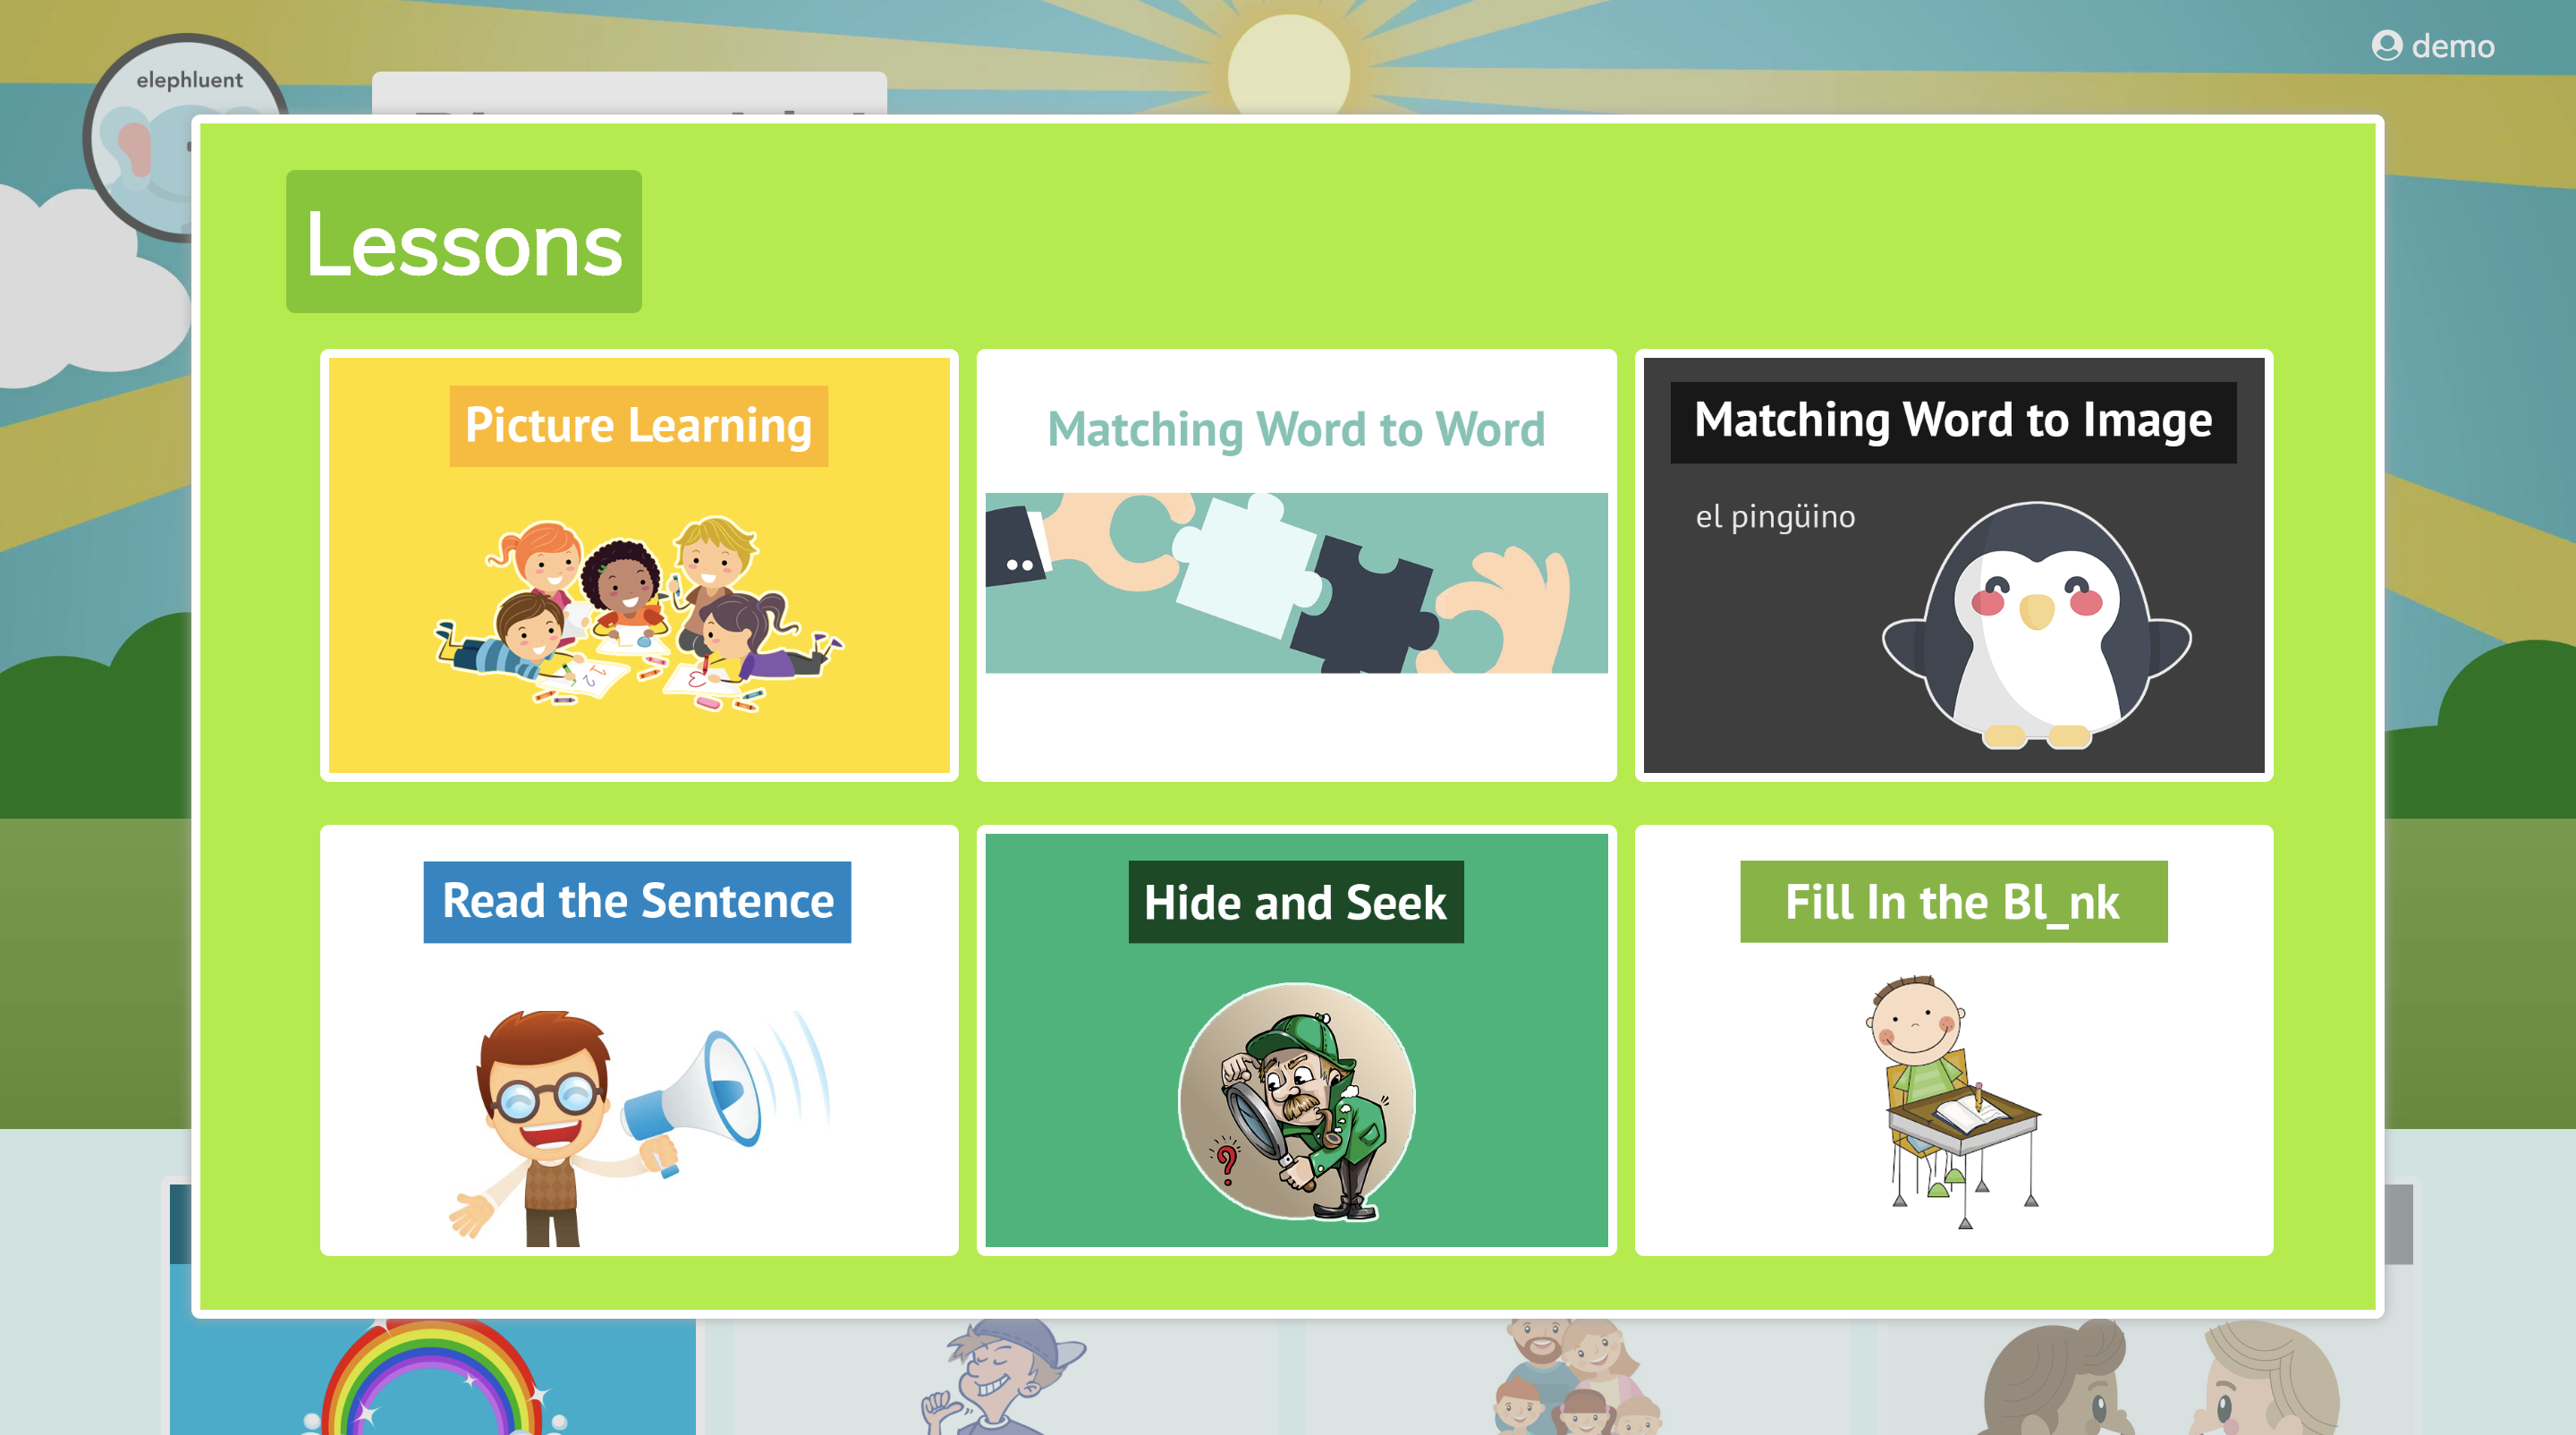 elephluent
demo
Lessons
Picture Learning
Matching Word to Word
Matching Word to Image
el pingüino
Read the Sentence
Hide and Seek
?
Fill In the Bl_nk